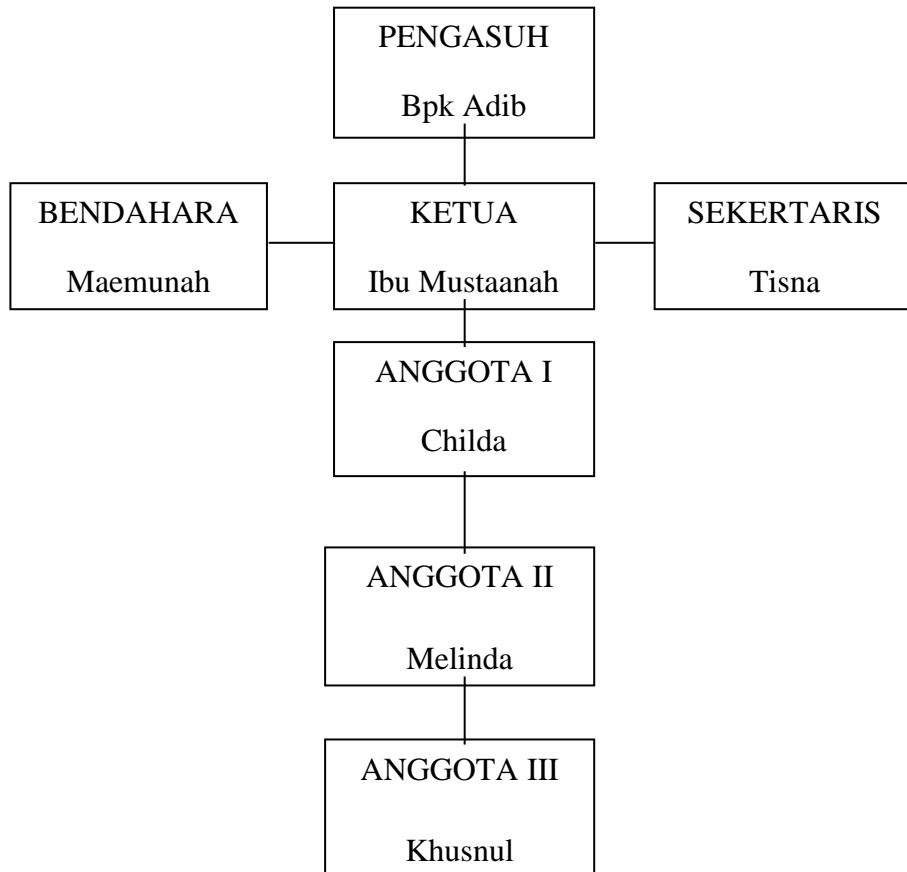 PENGASUH
Bpk Adib
BENDAHARA
Maemunah
KETUA
Ibu Mustaanah
SEKERTARIS
Tisna
ANGGOTA I
Childa
ANGGOTA II
Melinda
ANGGOTA III
Khusnul